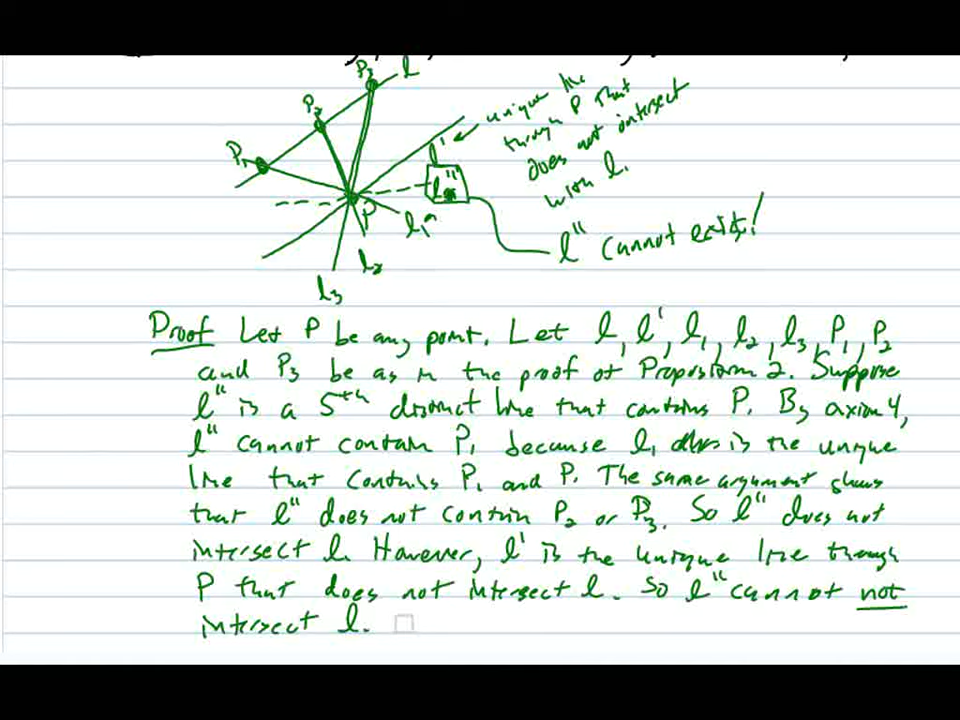 P3
l
P2
P1
l'
unique line
through P that
does not intersect
with l.
l''
P
l1
l2
l3
l'' cannot exist!
Proof Let P be any point. Let l, l', l1, l2, l3, P1, P2
and P3 be as in the proof of Proposition 2. Suppose
l'' is a 5th distinct line that contains P. By axiom 4,
l'' cannot contain P1 because l1 is the unique
line that contains P1 and P. The same argument shows
that l'' does not contain P2 or P3. So l'' does not
intersect l. However, l' is the unique line through
P that does not intersect l. So l'' cannot not
intersect l. □